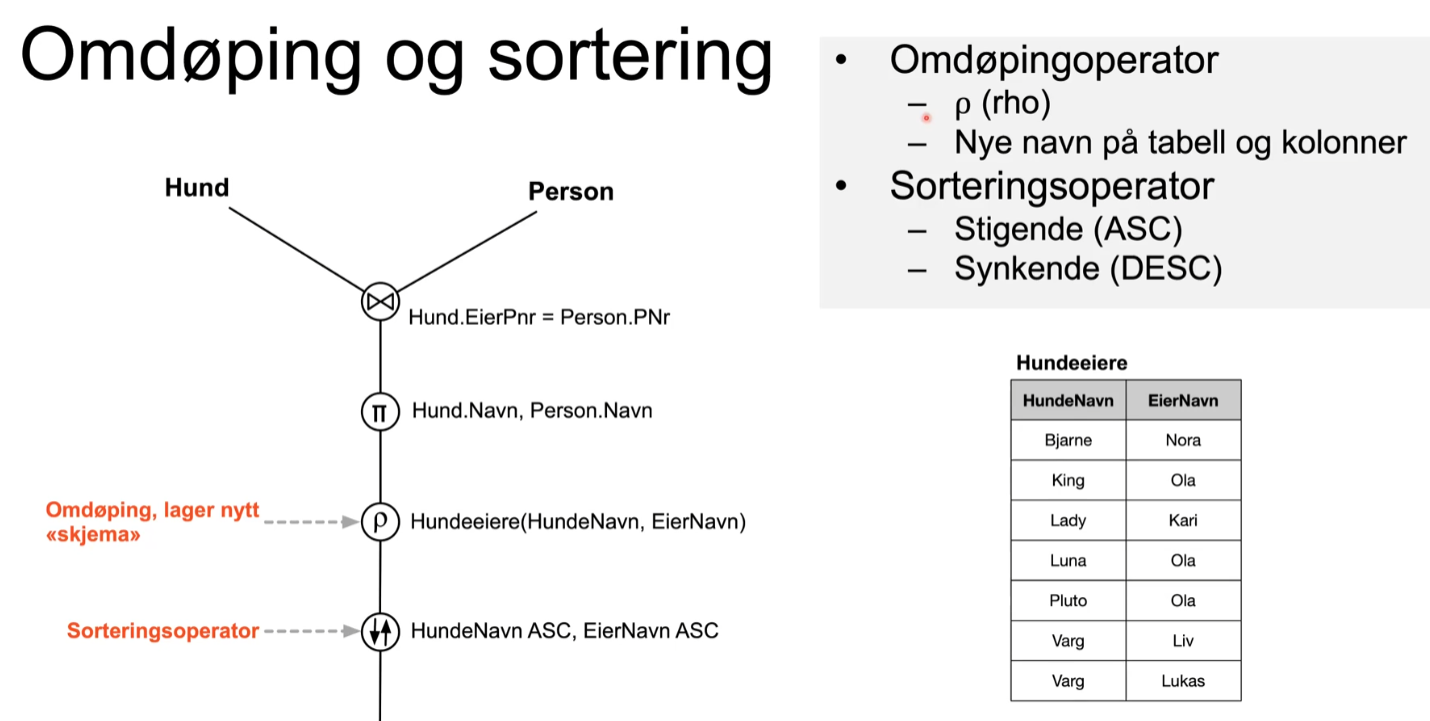 Omdøping og sortering
• Omdøpingoperator
– ρ (rho)
– Nye navn på tabell og kolonner
• Sorteringsoperator
– Stigende (ASC)
– Synkende (DESC)
Hund
Person
⋈
Hund.EierPnr = Person.PNr
π Hund.Navn, Person.Navn
Omdøping, lager nytt
«skjema»
ρ Hundeeiere(HundeNavn, EierNavn)
Sorteringsoperator
HundeNavn ASC, EierNavn ASC
Hundeeiere
HundeNavn EierNavn
Bjarne Nora
King Ola
Lady Kari
Luna Ola
Pluto Ola
Varg Liv
Varg Lukas